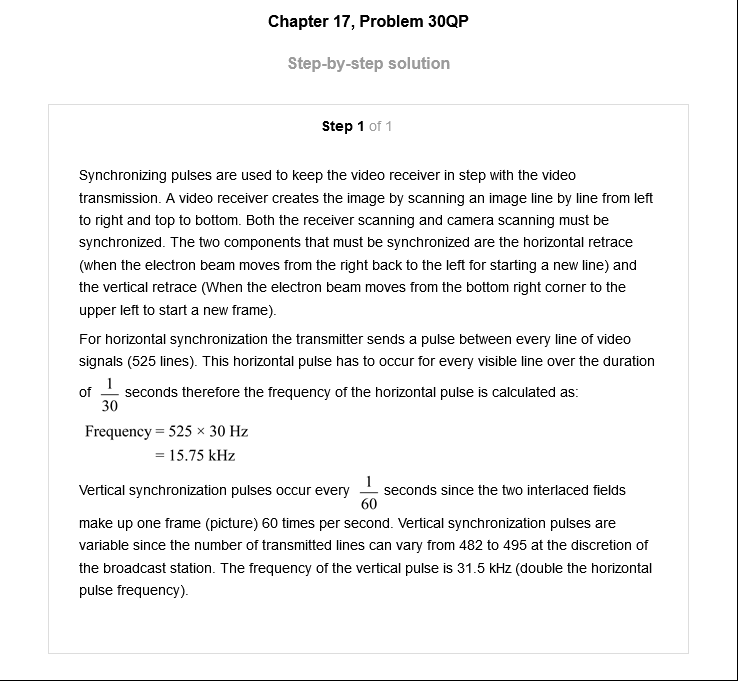 Chapter 17, Problem 30QP
Step-by-step solution
Step 1 of 1
Synchronizing pulses are used to keep the video receiver in step with the video
transmission. A video receiver creates the image by scanning an image line by line from left
to right and top to bottom. Both the receiver scanning and camera scanning must be
synchronized. The two components that must be synchronized are the horizontal retrace
(when the electron beam moves from the right back to the left for starting a new line) and
the vertical retrace (When the electron beam moves from the bottom right corner to the
upper left to start a new frame).
For horizontal synchronization the transmitter sends a pulse between every line of video
signals (525 lines). This horizontal pulse has to occur for every visible line over the duration
of 1/30 seconds therefore the frequency of the horizontal pulse is calculated as:
Frequency = 525 × 30 Hz
= 15.75 kHz
Vertical synchronization pulses occur every 1/60 seconds since the two interlaced fields
make up one frame (picture) 60 times per second. Vertical synchronization pulses are
variable since the number of transmitted lines can vary from 482 to 495 at the discretion of
the broadcast station. The frequency of the vertical pulse is 31.5 kHz (double the horizontal
pulse frequency).